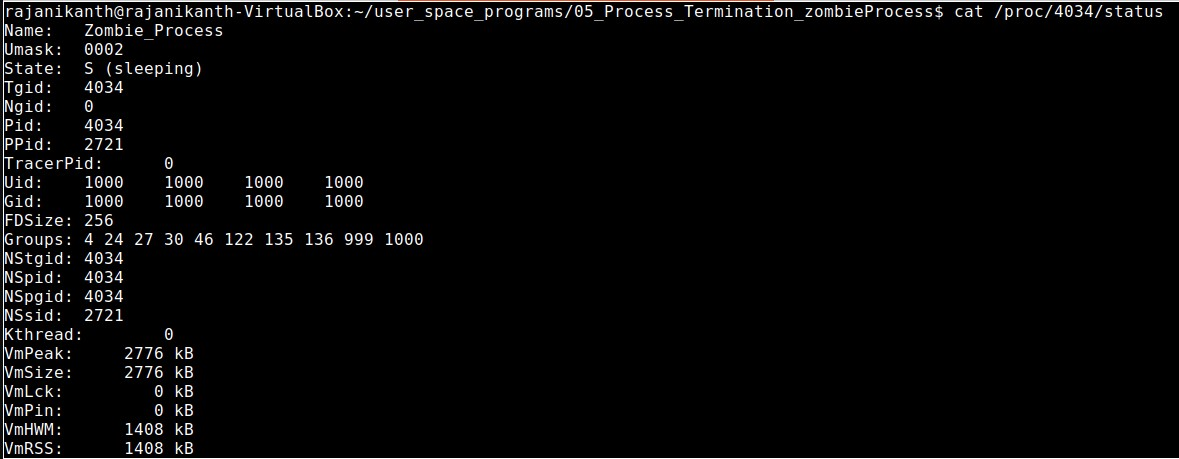 rajanikanth@rajanikanth-VirtualBox:~/user_space_programs/05_Process_Termination_zombieProcess$ cat /proc/4034/status
Name:   Zombie_Process
Umask:  0002
State:  S (sleeping)
Tgid:   4034
Ngid:   0
Pid:    4034
PPid:   2721
TracerPid:      0
Uid:    1000    1000    1000    1000
Gid:    1000    1000    1000    1000
FDSize: 256
Groups: 4 24 27 30 46 122 135 136 999 1000
NStgid: 4034
NSpid:  4034
NSpgid: 4034
NSsid:  2721
Kthread:        0
VmPeak:     2776 kB
VmSize:     2776 kB
VmLck:         0 kB
VmPin:         0 kB
VmHWM:      1408 kB
VmRSS:      1408 kB